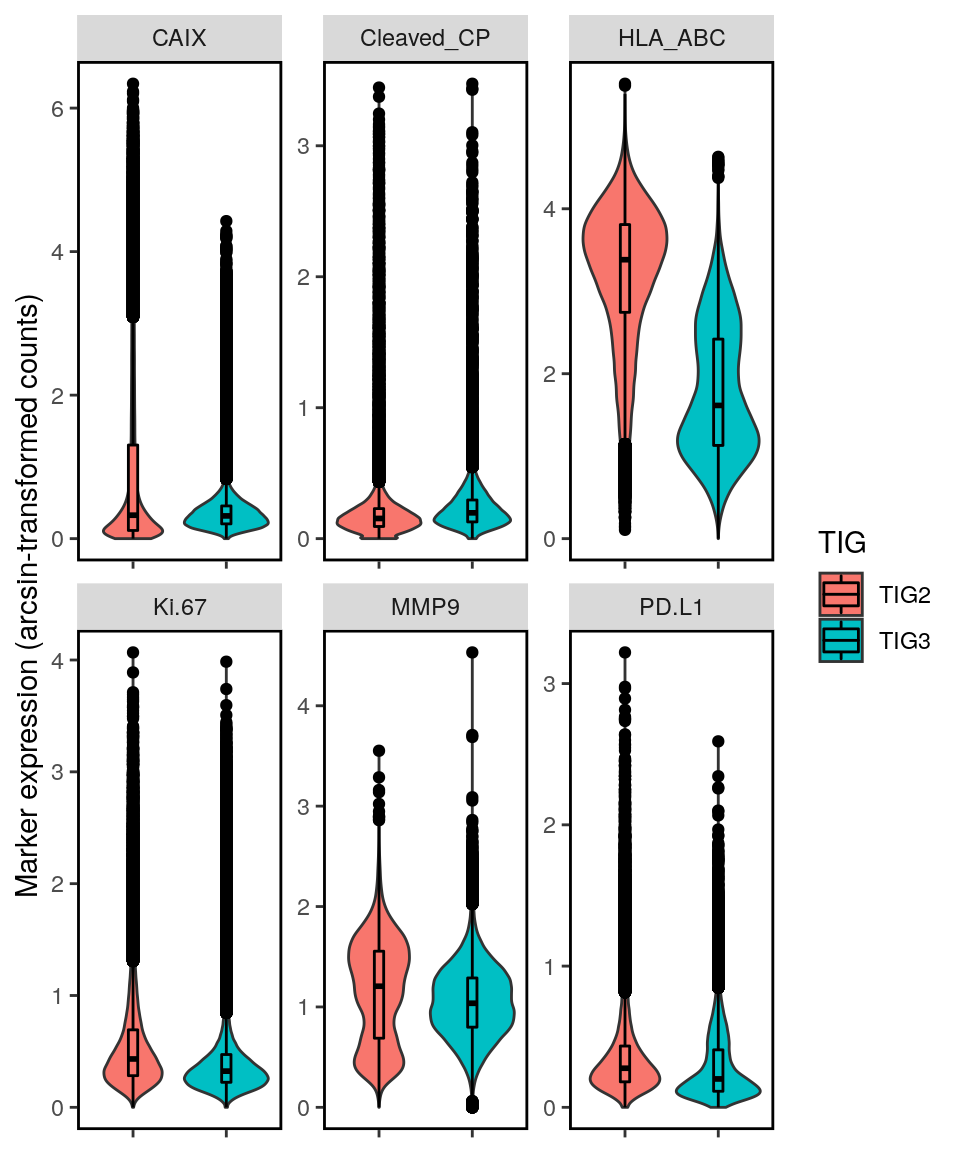 CAIX
Cleaved_CP
HLA_ABC
6
4
2
0
3
2
1
0
4
2
0
Marker expression (arcsin-transformed counts)
TIG
TIG2
TIG3
Ki.67
MMP9
PD.L1
4
3
2
1
0
4
3
2
1
0
3
2
1
0